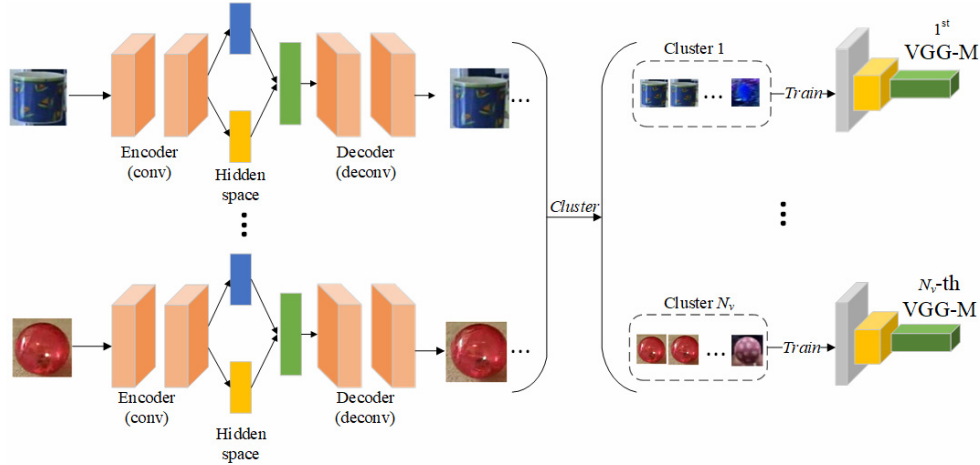 Encoder
(conv)
Hidden
space
Decoder
(deconv)
...
Cluster
Cluster 1
...
Train
1st
VGG-M
...
...
Encoder
(conv)
Hidden
space
Decoder
(deconv)
...
Cluster Nv
...
Train
Nv-th
VGG-M